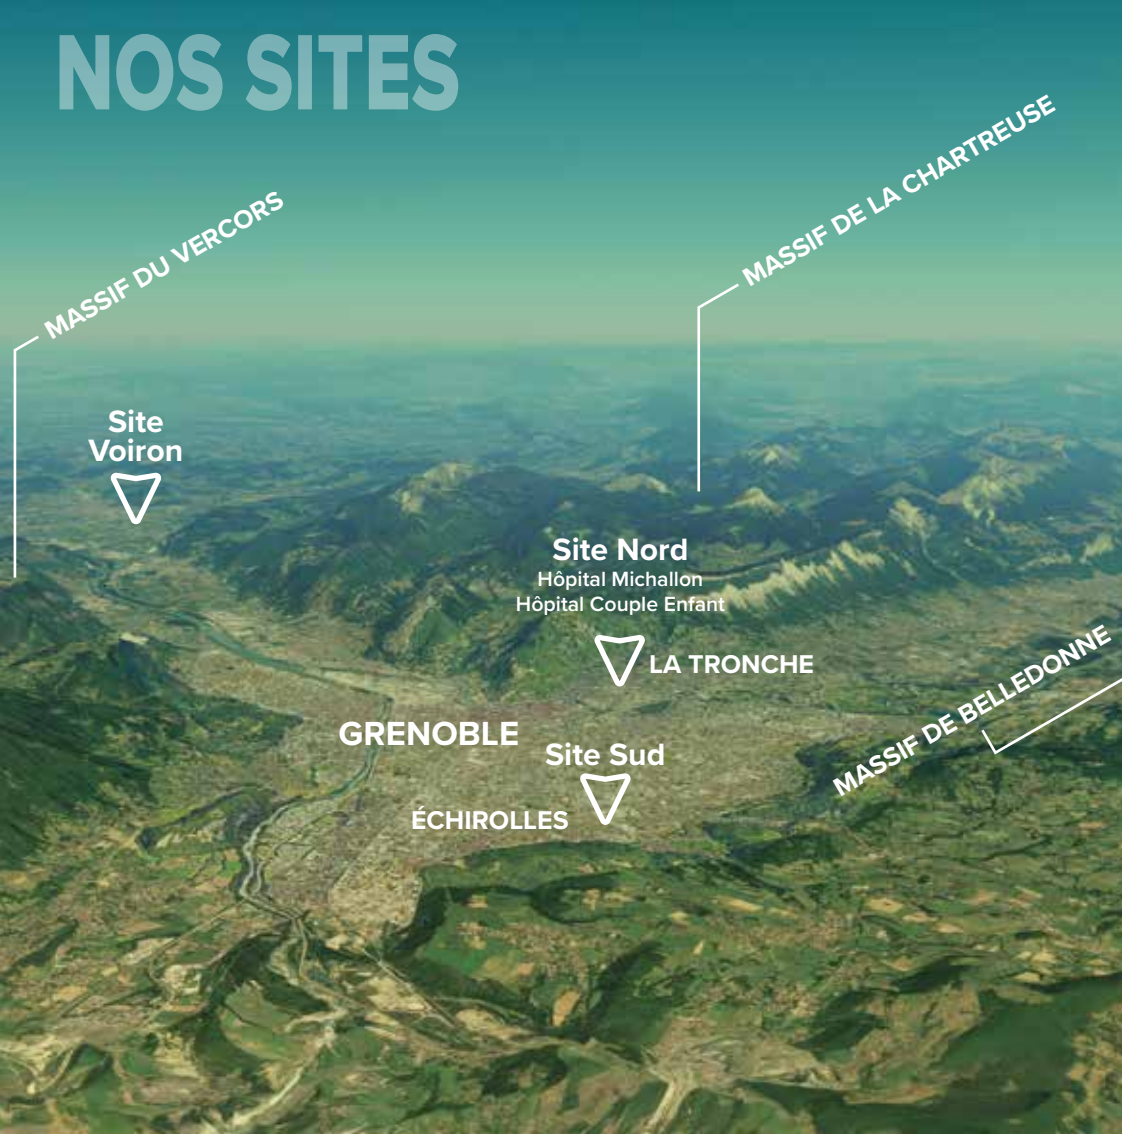 NOS SITES
MASSIF DE LA CHARTREUSE
MASSIF DU VERCORS
Site
Voiron
Site Nord
Hôpital Michallon
Hôpital Couple Enfant
LA TRONCHE
MASSIF DE BELLEDONNE
GRENOBLE
Site Sud
ÉCHIROLLES